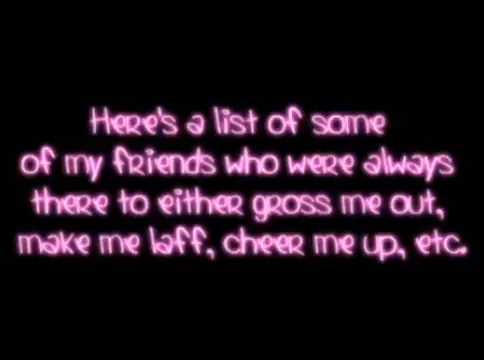 Here's a list of some
of my friends who were always
there to either gross me out,
make me laff, cheer me up, etc.